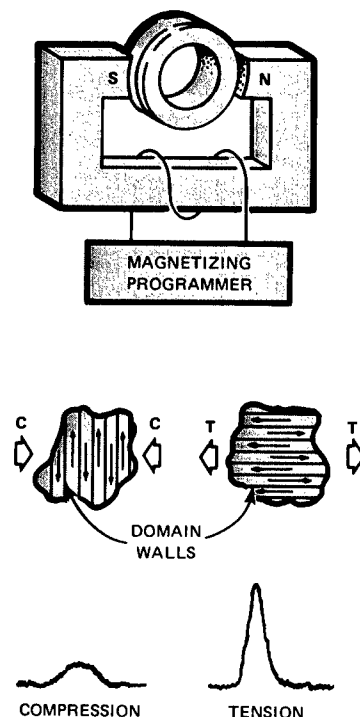 S N
MAGNETIZING
PROGRAMMER
C C T T
DOMAIN
WALLS
COMPRESSION TENSION